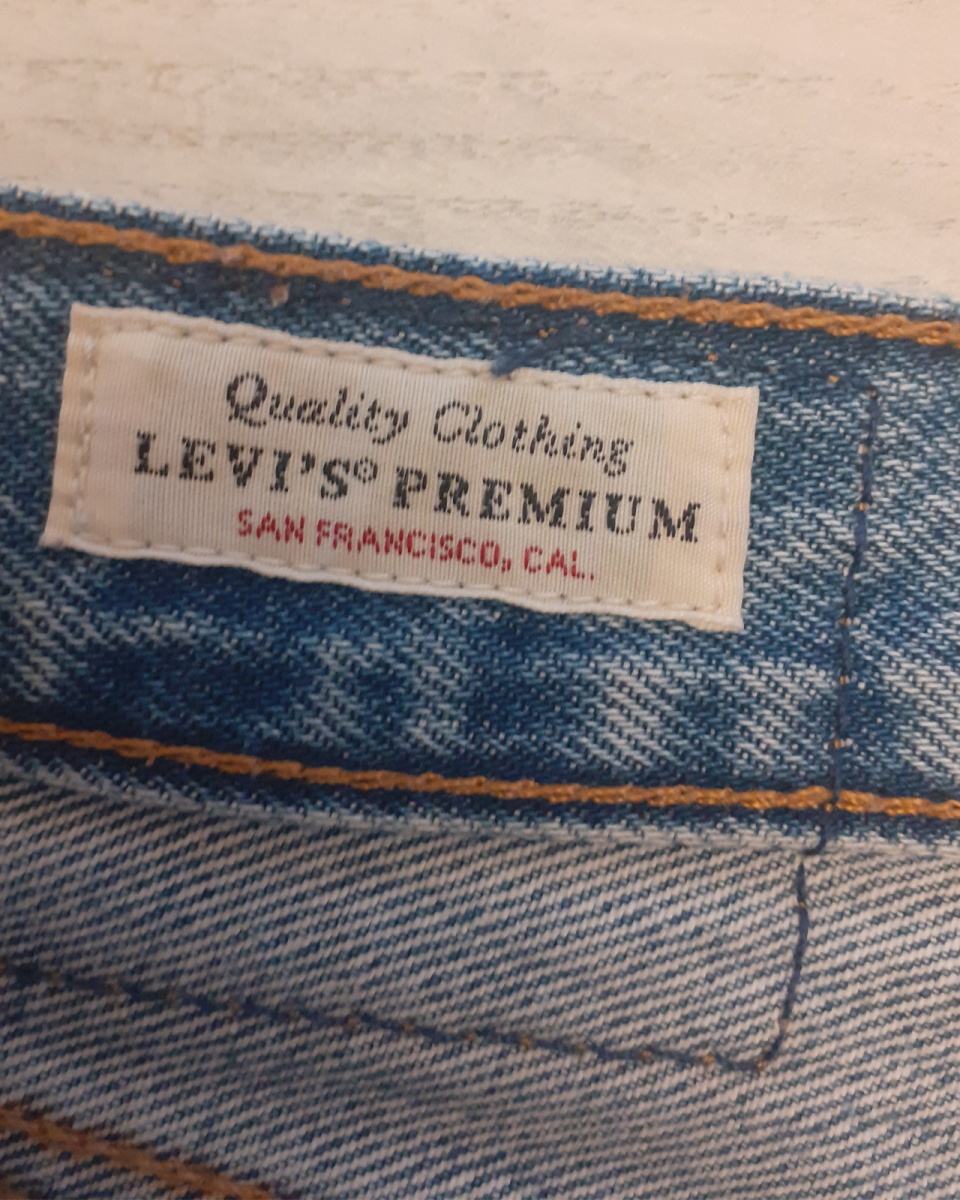 Quality Clothing
LEVI'S® PREMIUM
SAN FRANCISCO, CAL.